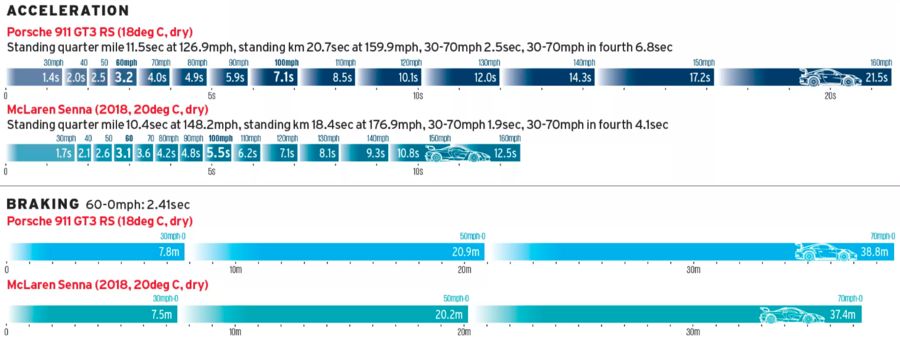 ACCELERATION
Porsche 911 GT3 RS (18deg C, dry)
Standing quarter mile 11.5sec at 126.9mph, standing km 20.7sec at 159.9mph, 30-70mph 2.5sec, 30-70mph in fourth 6.8sec
30mph 40 50 60mph 70mph 80mph 90mph 100mph 110mph 120mph 130mph 140mph 150mph 160mph
1.4s 2.0s 2.5 3.2 4.0s 4.9s 5.9s 7.1s 8.5s 10.1s 12.0s 14.3s 17.2s 21.5s
0 5s 10s 20s
McLaren Senna (2018, 20deg C, dry)
Standing quarter mile 10.4sec at 148.2mph, standing km 18.4sec at 176.9mph, 30-70mph 1.9sec, 30-70mph in fourth 4.1sec
30mph 40 50 60 70 80mph 90mph 100mph 110mph 120mph 130mph 140mph 150mph 160mph
1.7s 2.1 2.6 3.1 3.6 4.2s 4.8s 5.5s 6.2s 7.1s 8.1s 9.3s 10.8s 12.5s
0 5s 10s
BRAKING 60-0mph: 2.41sec
Porsche 911 GT3 RS (18deg C, dry)
30mph-0 50mph-0 70mph-0
7.8m 20.9m 38.8m
0 10m 20m 30m
McLaren Senna (2018, 20deg C, dry)
30mph-0 50mph-0 70mph-0
7.5m 20.2m 37.4m
0 10m 20m 30m